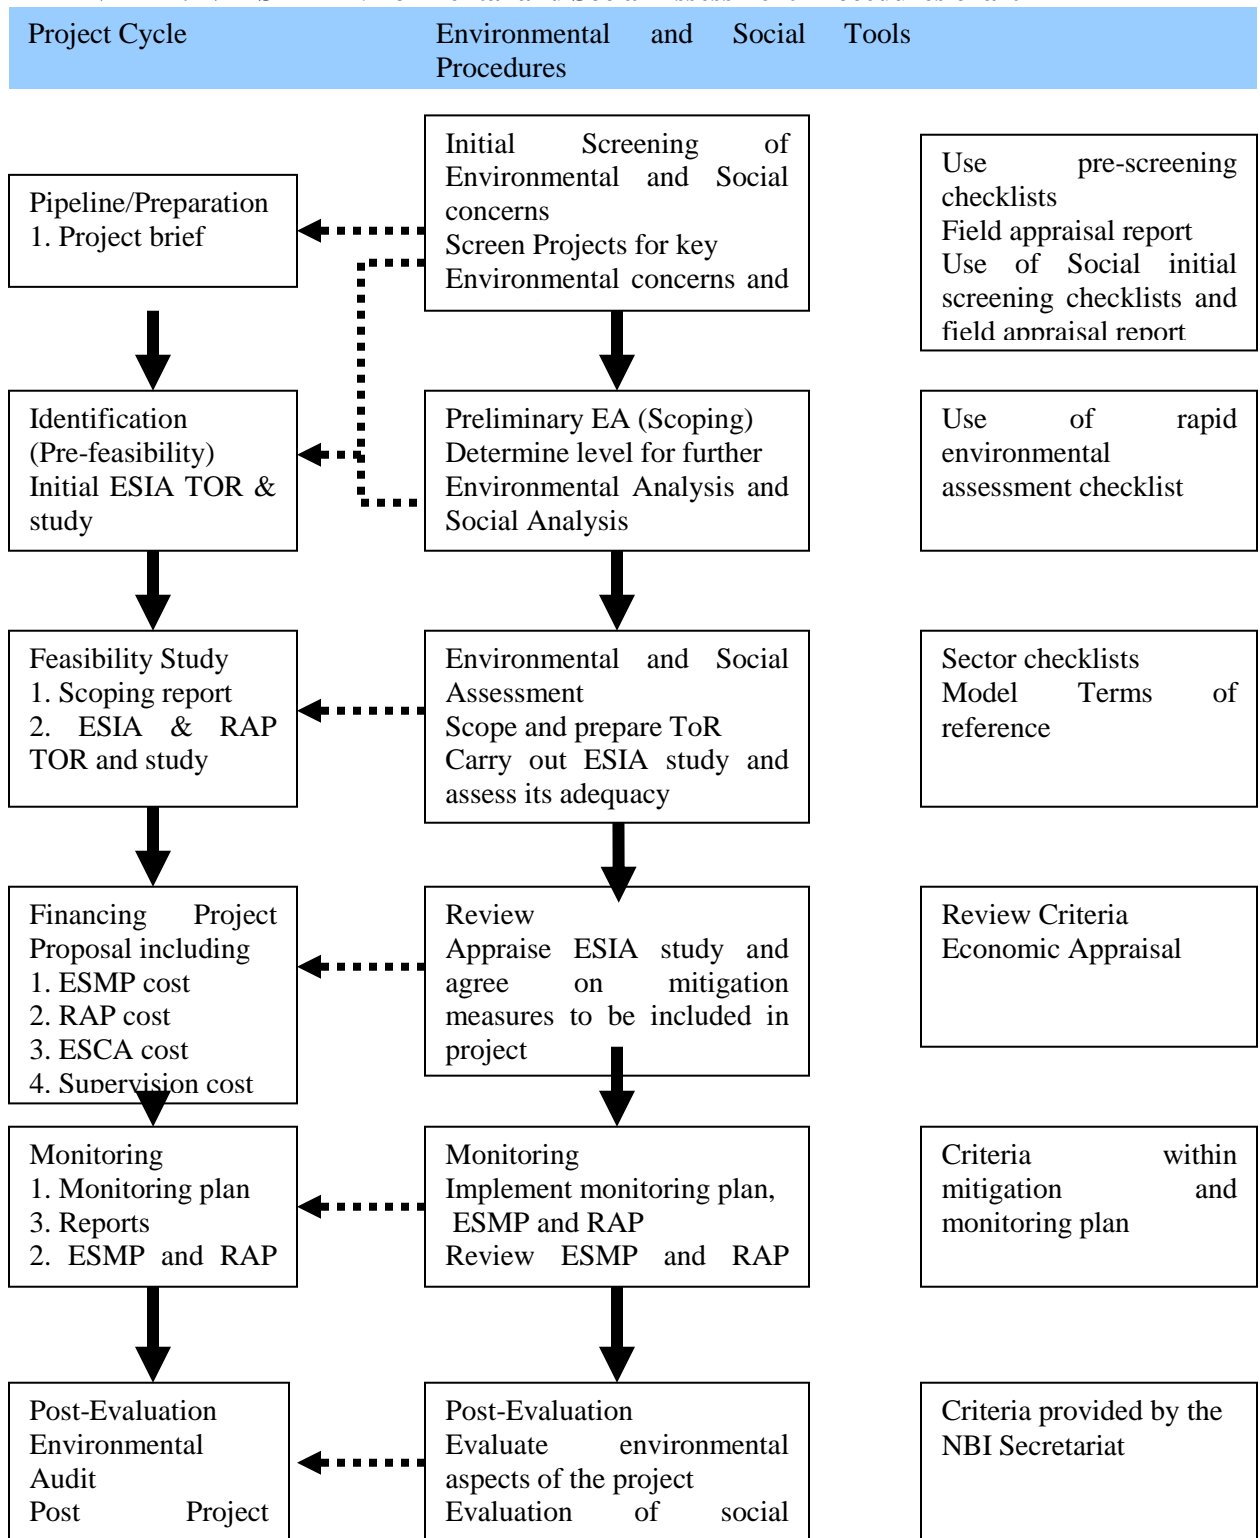 Project Cycle
Environmental and Social Tools
Procedures
Pipeline/Preparation
1. Project brief
Initial Screening of
Environmental and Social
concerns
Screen Projects for key
Environmental concerns and
Use pre-screening
checklists
Field appraisal report
Use of Social initial
screening checklists and
field appraisal report
Identification
(Pre-feasibility)
Initial ESIA TOR &
study
Preliminary EA (Scoping)
Determine level for further
Environmental Analysis and
Social Analysis
Use of rapid
environmental
assessment checklist
Feasibility Study
1. Scoping report
2. ESIA & RAP
TOR and study
Environmental and Social
Assessment
Scope and prepare ToR
Carry out ESIA study and
assess its adequacy
Sector checklists
Model Terms of
reference
Financing Project
Proposal including
1. ESMP cost
2. RAP cost
3. ESCA cost
4. Supervision cost
Review
Appraise ESIA study and
agree on mitigation
measures to be included in
project
Review Criteria
Economic Appraisal
Monitoring
1. Monitoring plan
3. Reports
2. ESMP and RAP
Monitoring
Implement monitoring plan,
ESMP and RAP
Review ESMP and RAP
Criteria within
mitigation and
monitoring plan
Post-Evaluation
Environmental
Audit
Post Project
Post-Evaluation
Evaluate environmental
aspects of the project
Evaluation of social
Criteria provided by the
NBI Secretariat